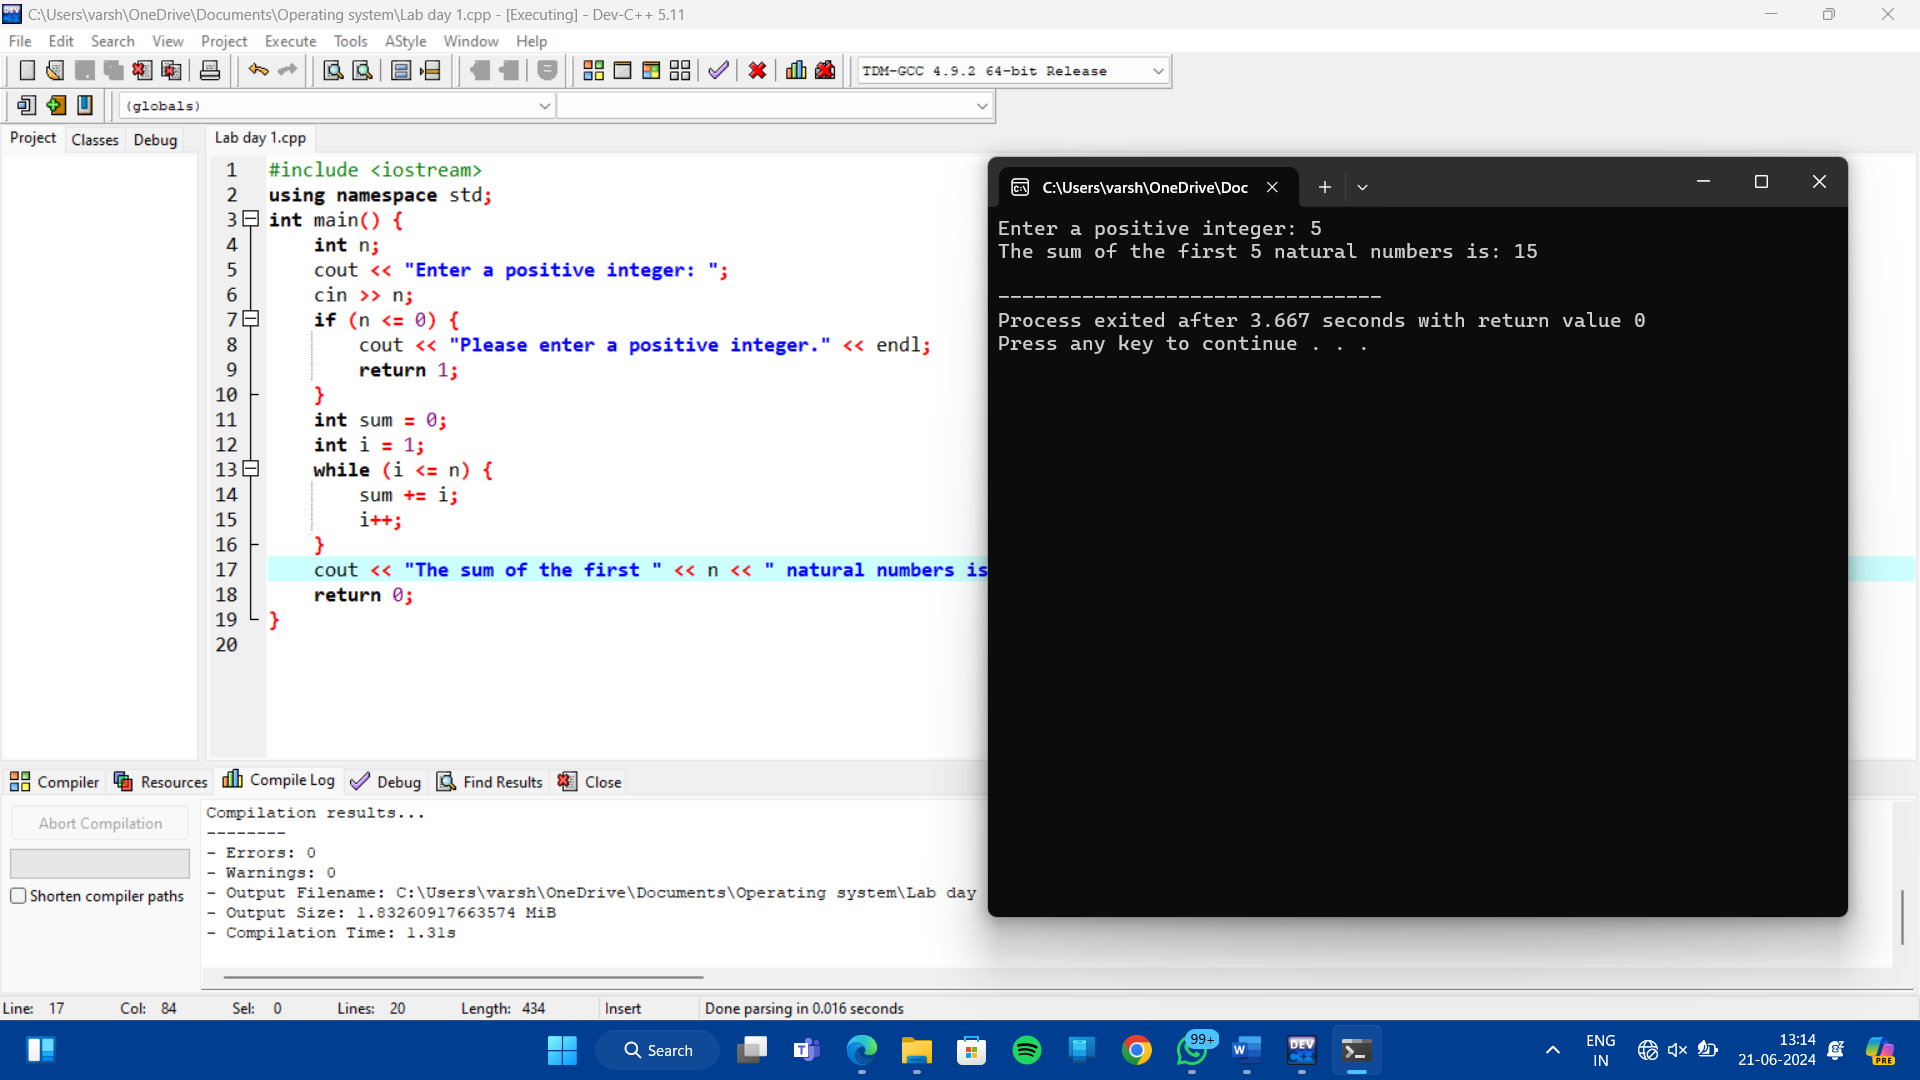 C:\Users\varsh\OneDrive\Documents\Operating system\Lab day 1.cpp - [Executing] - Dev-C++ 5.11
File Edit Search View Project Execute Tools AStyle Window Help
TDM-GCC 4.9.2 64-bit Release
(globals)
Project Classes Debug Lab day 1.cpp
1 #include <iostream>
2 using namespace std;
3 int main() {
4 int n;
5 cout << "Enter a positive integer: ";
6 cin >> n;
7 if (n <= 0) {
8 cout << "Please enter a positive integer." << endl;
9 return 1;
10 }
11 int sum = 0;
12 int i = 1;
13 while (i <= n) {
14 sum += i;
15 i++;
16 }
17 cout << "The sum of the first " << n << " natural numbers is
18 return 0;
19 }
20
C:\Users\varsh\OneDrive\Doc
Enter a positive integer: 5
The sum of the first 5 natural numbers is: 15
--------------------------------
Process exited after 3.667 seconds with return value 0
Press any key to continue . . .
Compiler Resources Compile Log Debug Find Results Close
Abort Compilation
Shorten compiler paths
Compilation results...
--------
- Errors: 0
- Warnings: 0
- Output Filename: C:\Users\varsh\OneDrive\Documents\Operating system\Lab day
- Output Size: 1.83260917663574 MiB
- Compilation Time: 1.31s
Line: 17 Col: 84 Sel: 0 Lines: 20 Length: 434 Insert Done parsing in 0.016 seconds
Search
99+
DEV
C++
ENG
IN
13:14
21-06-2024
PRE